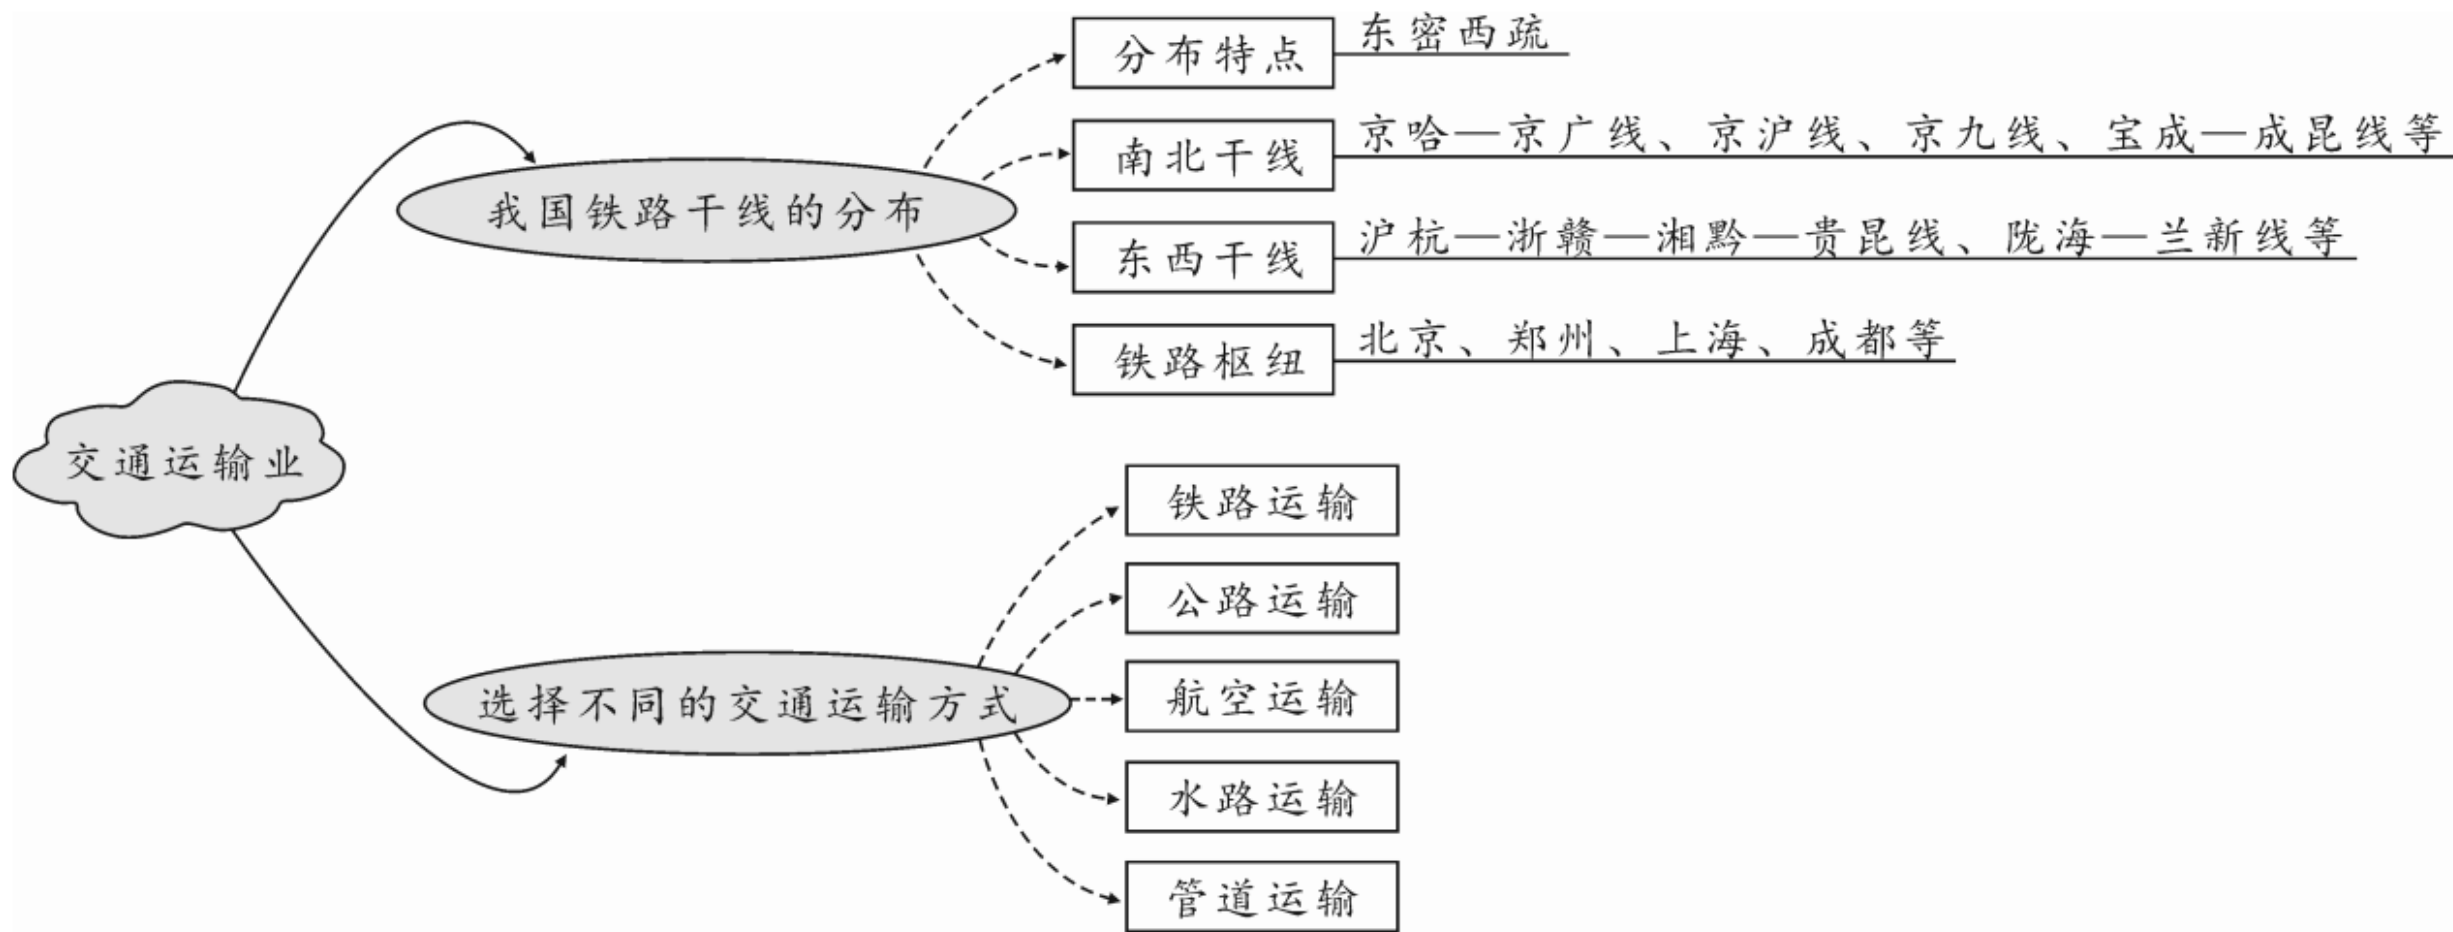 交通运输业
我国铁路干线的分布
分布特点
东密西疏
南北干线
京哈—京广线、京沪线、京九线、宝成—成昆线等
东西干线
沪杭—浙赣—湘黔—贵昆线、陇海—兰新线等
铁路枢纽
北京、郑州、上海、成都等
选择不同的交通运输方式
铁路运输
公路运输
航空运输
水路运输
管道运输